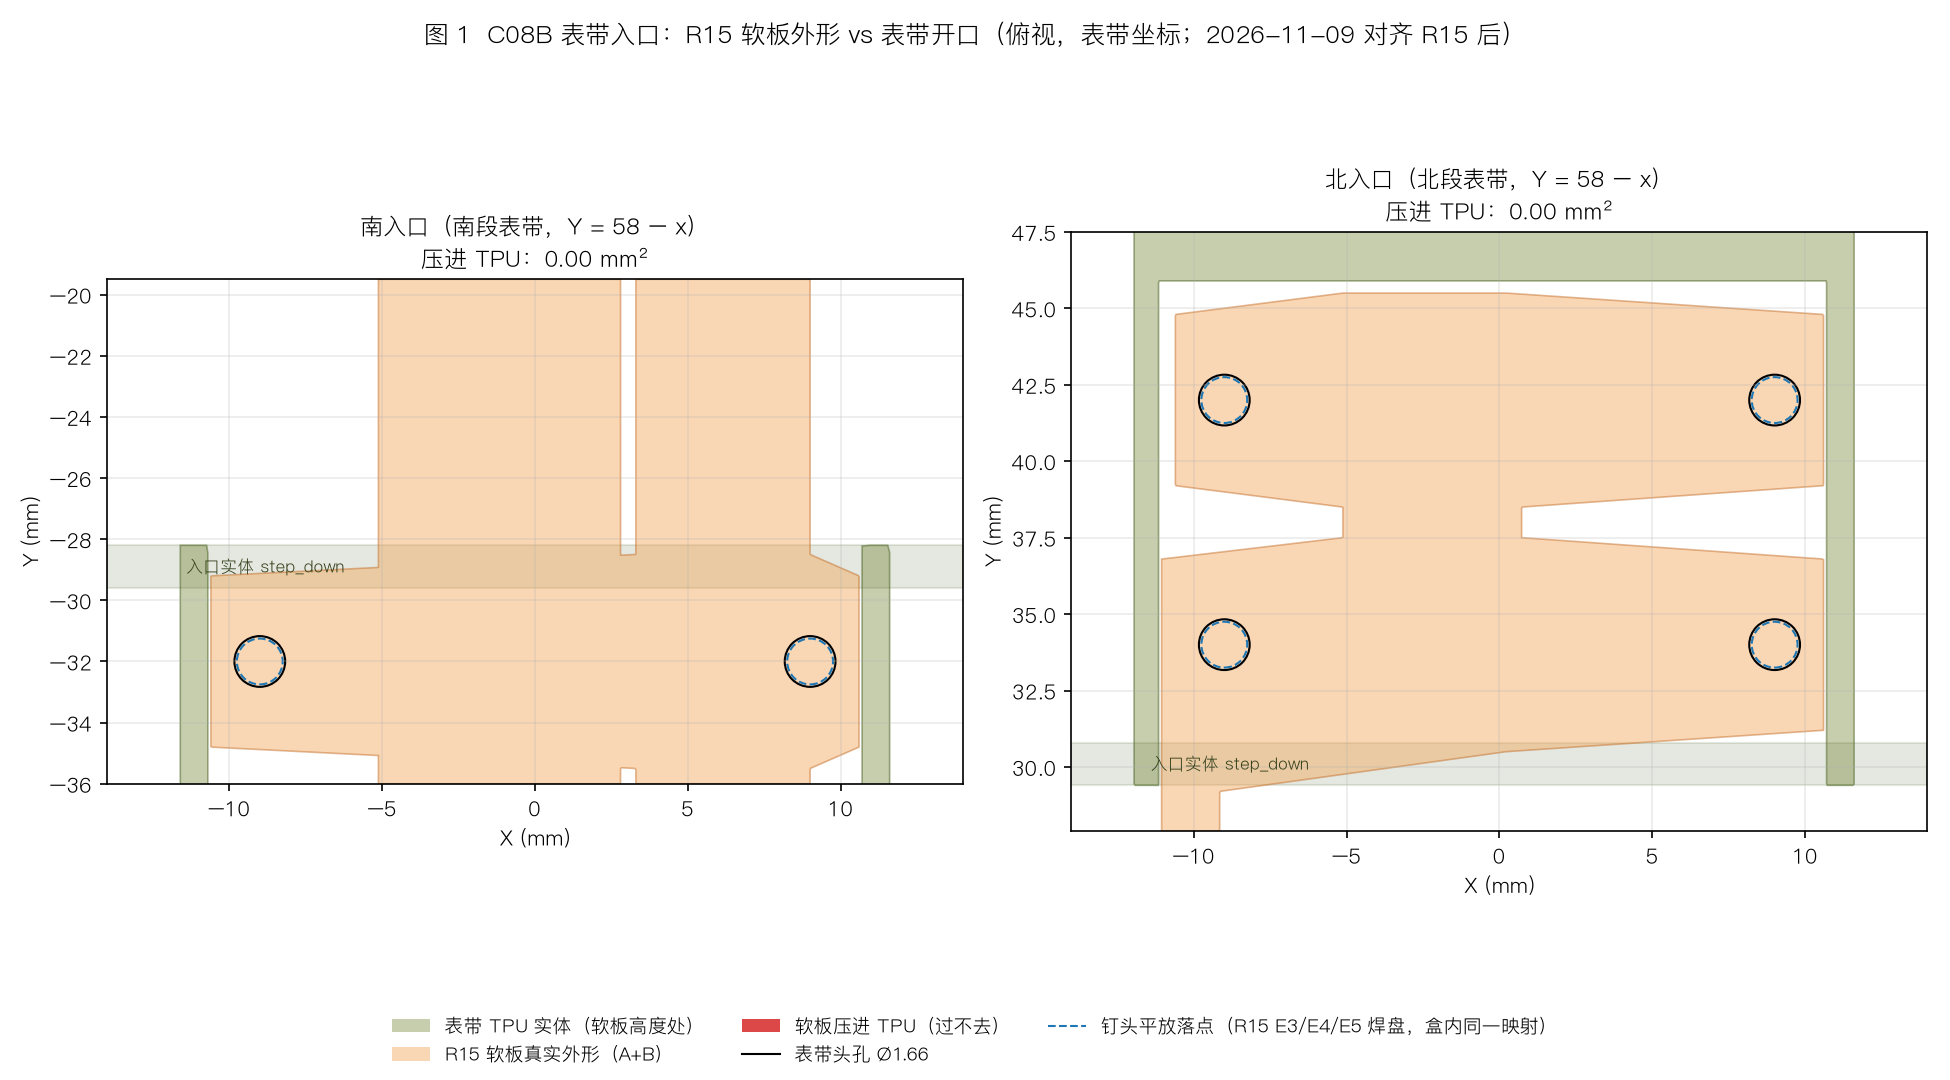 图 1  C08B 表带入口：R15 软板外形 vs 表带开口（俯视，表带坐标；2026−11−09 对齐 R15 后）
南入口（南段表带，Y = 58 − x）
压进 TPU：0.00 mm²
−20
−22
−24
−26
−28
−30
−32
−34
−36
Y (mm)
入口实体 step_down
−10
−5
0
5
10
X (mm)
北入口（北段表带，Y = 58 − x）
压进 TPU：0.00 mm²
47.5
45.0
42.5
40.0
37.5
35.0
32.5
30.0
Y (mm)
入口实体 step_down
−10
−5
0
5
10
X (mm)
表带 TPU 实体（软板高度处）
R15 软板真实外形（A+B）
软板压进 TPU（过不去）
表带头孔 Ø1.66
钉头平放落点（R15 E3/E4/E5 焊盘，盒内同一映射）